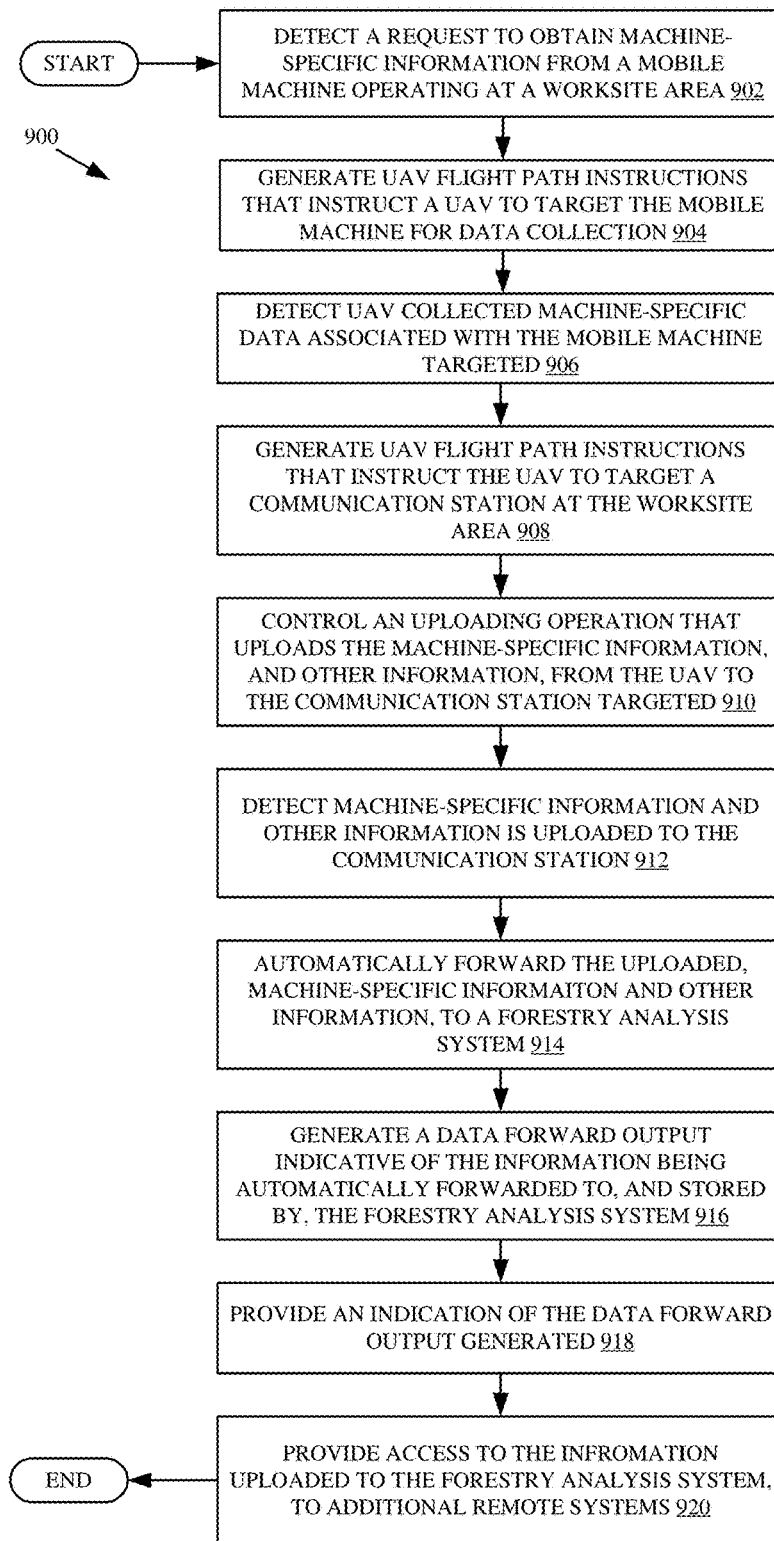 START
DETECT A REQUEST TO OBTAIN MACHINE-
SPECIFIC INFORMATION FROM A MOBILE
MACHINE OPERATING AT A WORKSITE AREA 902
900
GENERATE UAV FLIGHT PATH INSTRUCTIONS
THAT INSTRUCT A UAV TO TARGET THE MOBILE
MACHINE FOR DATA COLLECTION 904
DETECT UAV COLLECTED MACHINE-SPECIFIC
DATA ASSOCIATED WITH THE MOBILE MACHINE
TARGETED 906
GENERATE UAV FLIGHT PATH INSTRUCTIONS
THAT INSTRUCT THE UAV TO TARGET A
COMMUNICATION STATION AT THE WORKSITE
AREA 908
CONTROL AN UPLOADING OPERATION THAT
UPLOADS THE MACHINE-SPECIFIC INFORMATION,
AND OTHER INFORMATION, FROM THE UAV TO
THE COMMUNICATION STATION TARGETED 910
DETECT MACHINE-SPECIFIC INFORMATION AND
OTHER INFORMATION IS UPLOADED TO THE
COMMUNICATION STATION 912
AUTOMATICALLY FORWARD THE UPLOADED,
MACHINE-SPECIFIC INFORMAITON AND OTHER
INFORMATION, TO A FORESTRY ANALYSIS
SYSTEM 914
GENERATE A DATA FORWARD OUTPUT
INDICATIVE OF THE INFORMATION BEING
AUTOMATICALLY FORWARDED TO, AND STORED
BY, THE FORESTRY ANALYSIS SYSTEM 916
PROVIDE AN INDICATION OF THE DATA FORWARD
OUTPUT GENERATED 918
END
PROVIDE ACCESS TO THE INFROMATION
UPLOADED TO THE FORESTRY ANALYSIS SYSTEM,
TO ADDITIONAL REMOTE SYSTEMS 920